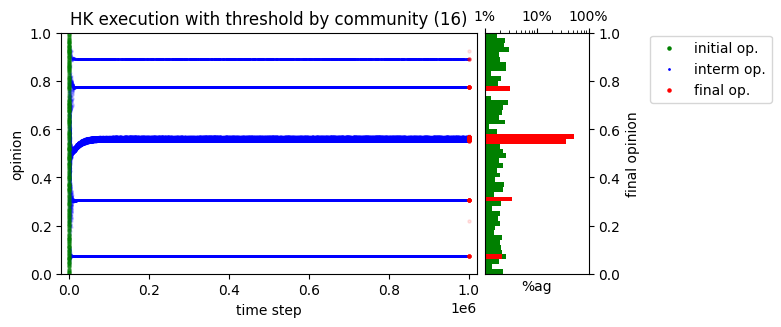 HK execution with threshold by community (16)
1% 10% 100%
1.0 1.0
0.8 0.8
0.6 0.6
0.4 0.4
0.2 0.2
0.0 0.0
opinion
final opinion
0.0 0.2 0.4 0.6 0.8 1.0
1e6
time step
%ag
initial op.
interm op.
final op.